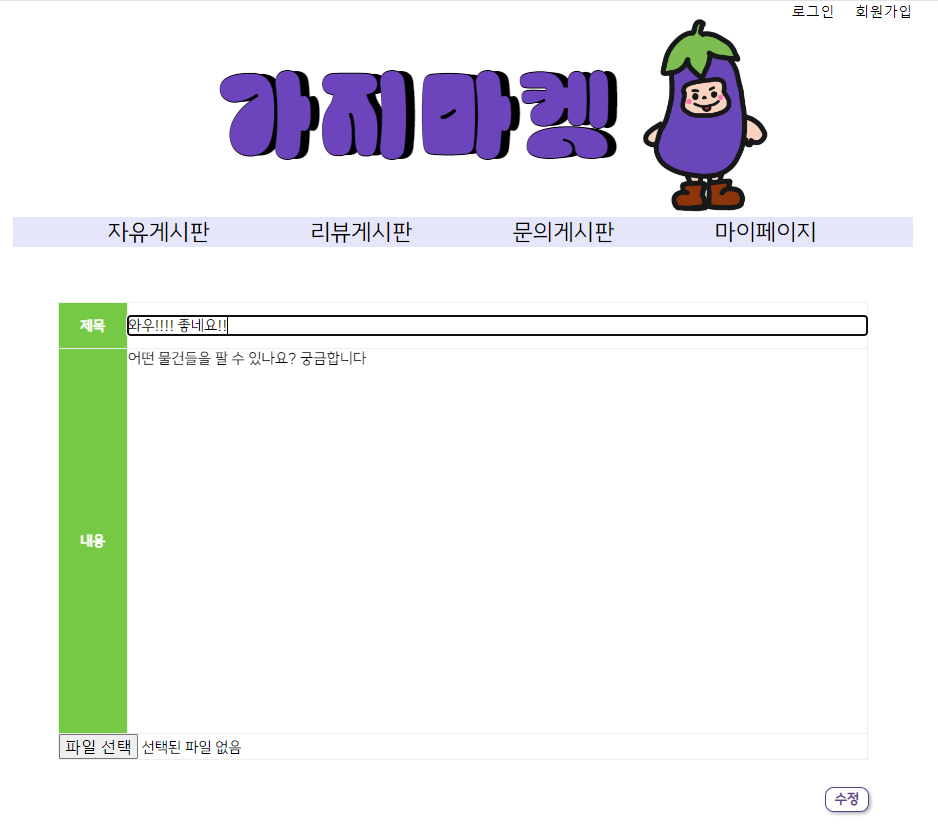 로그인 회원가입
가지마켓
자유게시판 리뷰게시판 문의게시판 마이페이지
제목 와우!!!! 좋네요!!
어떤 물건들을 팔 수 있나요? 궁금합니다
내용
파일 선택 선택된 파일 없음
수정